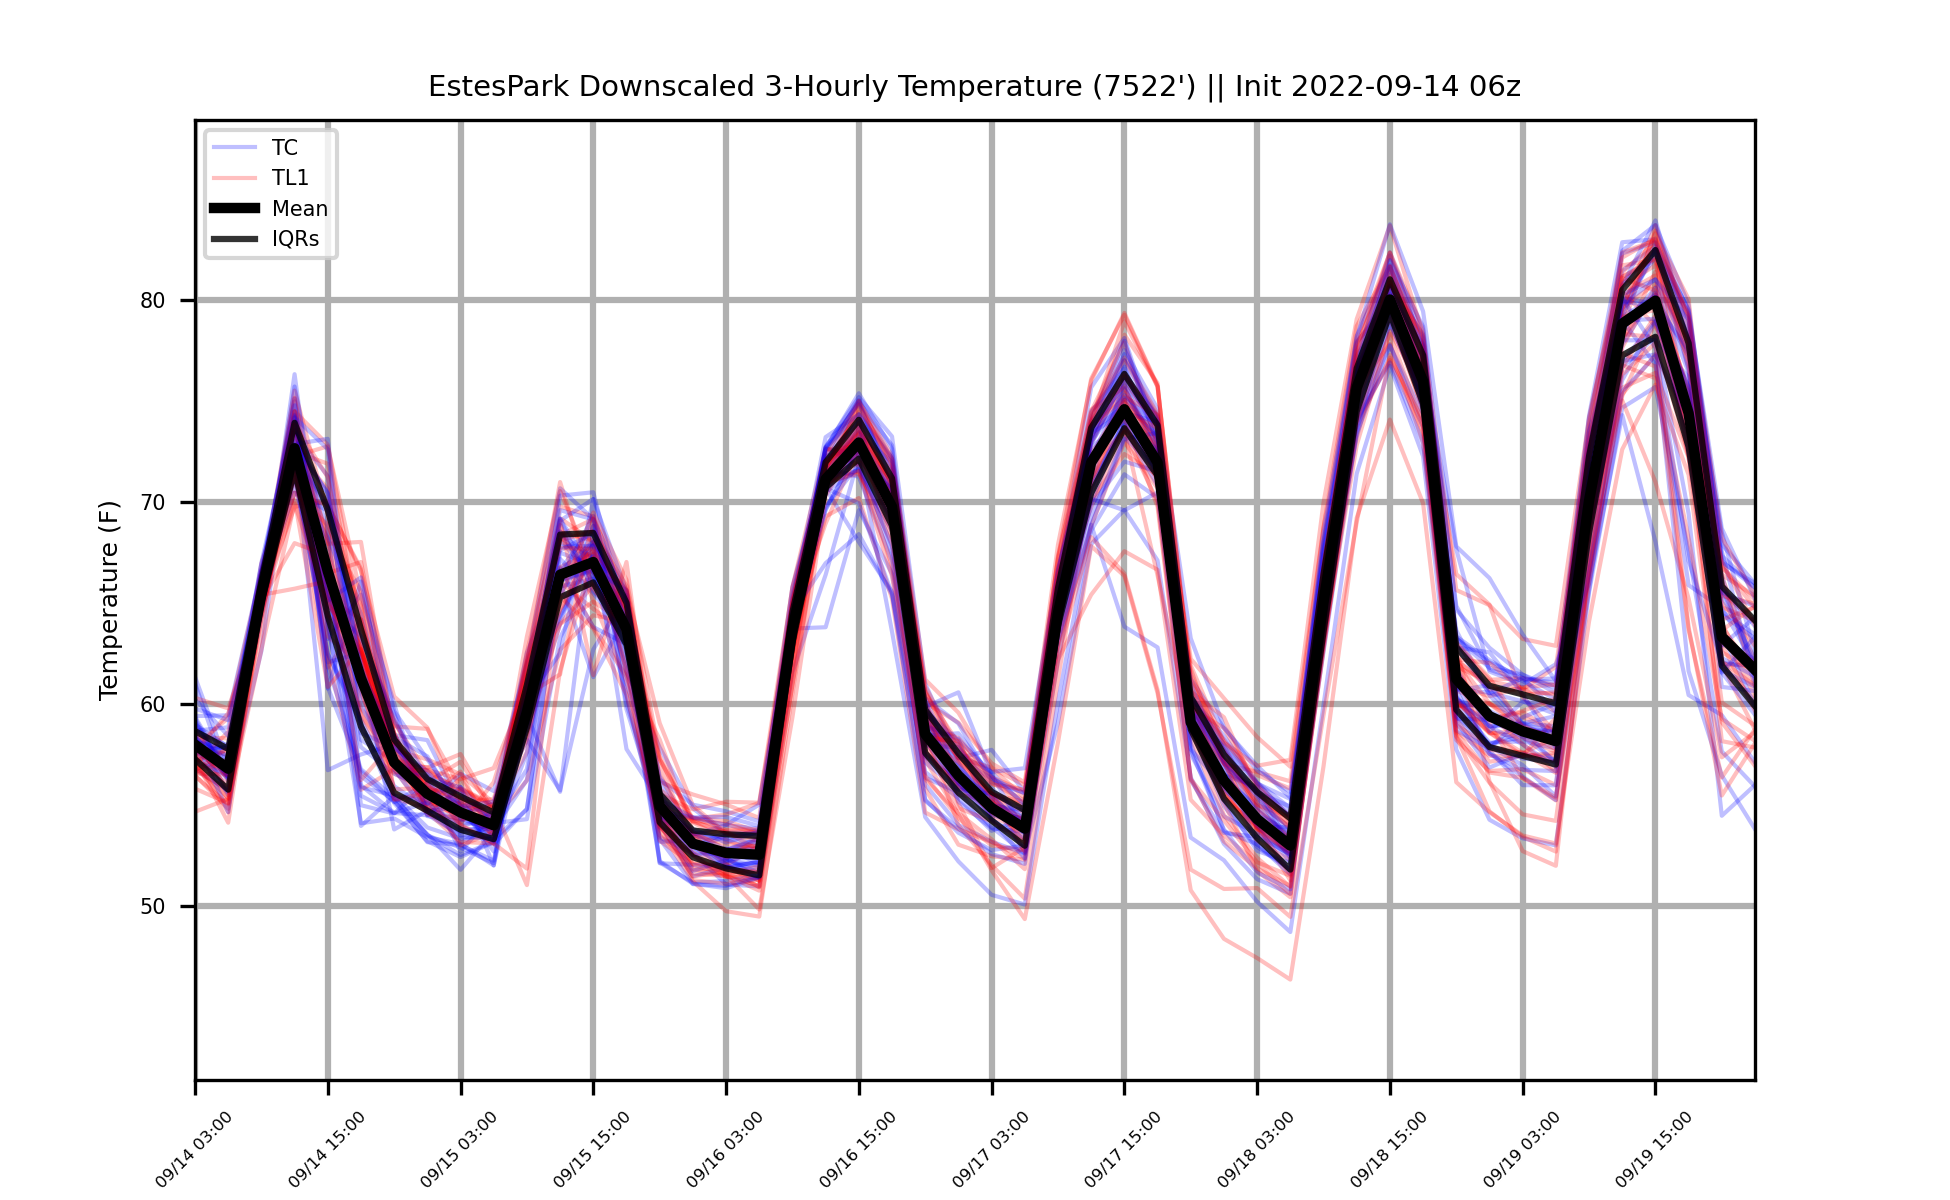 EstesPark Downscaled 3-Hourly Temperature (7522') || Init 2022-09-14 06z
TC
TL1
Mean
IQRs
Temperature (F)
80
70
60
50
09/14 03:00
09/14 15:00
09/15 03:00
09/15 15:00
09/16 03:00
09/16 15:00
09/17 03:00
09/17 15:00
09/18 03:00
09/18 15:00
09/19 03:00
09/19 15:00